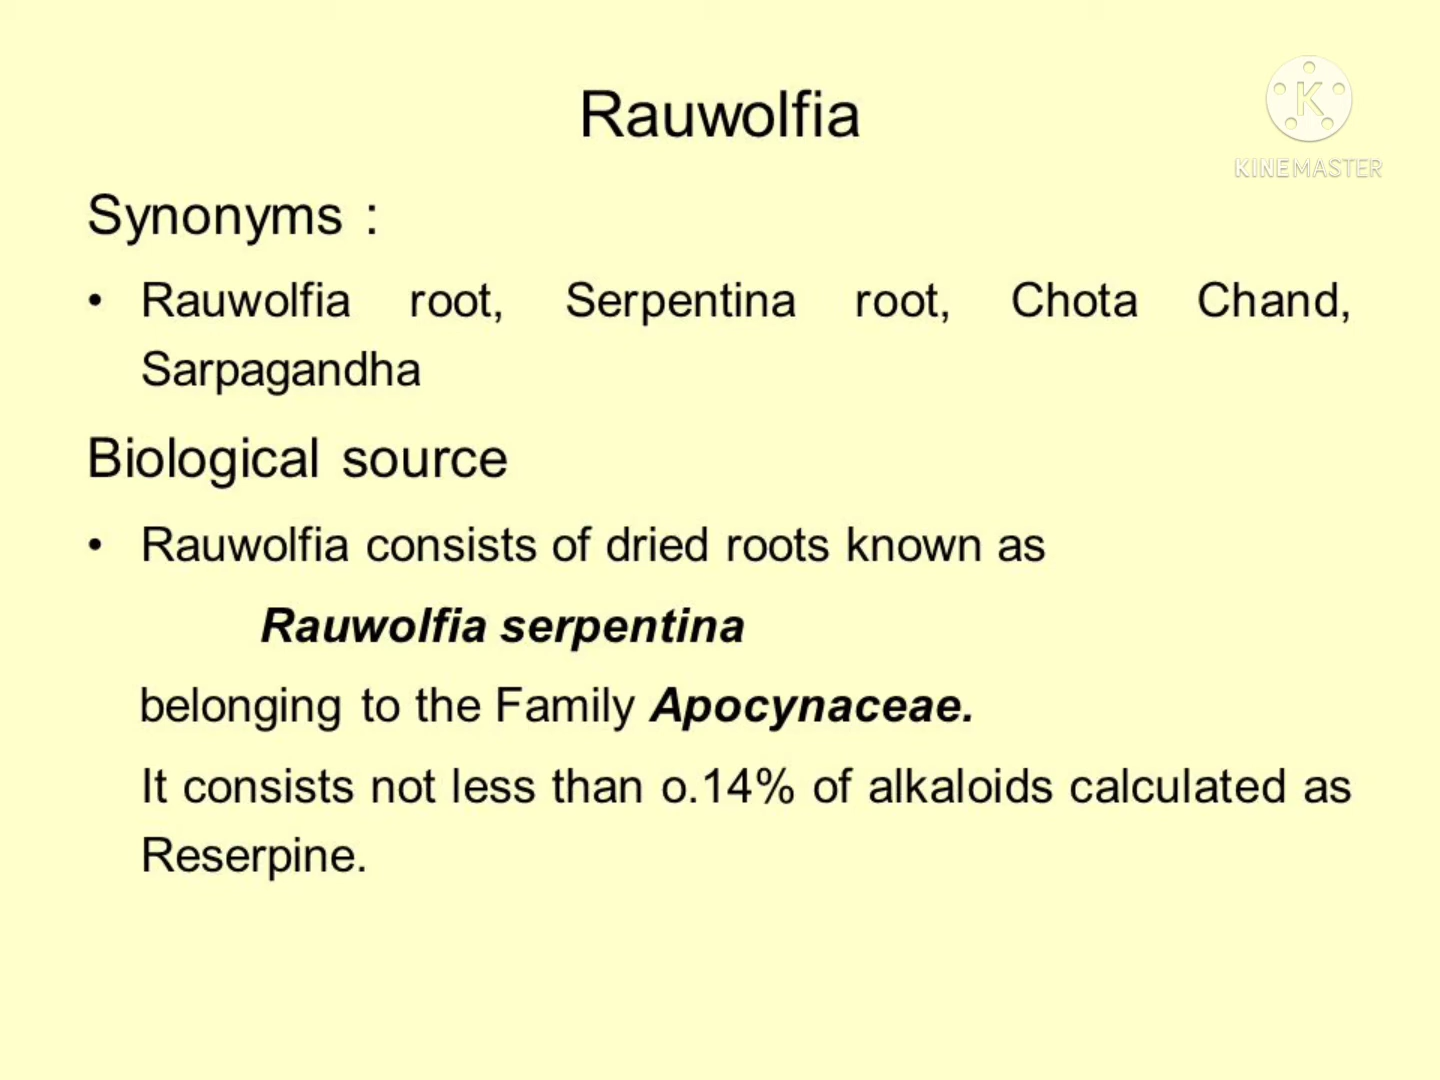 Rauwolfia
K
KINEMASTER
Synonyms :
• Rauwolfia root, Serpentina root, Chota Chand,
Sarpagandha
Biological source
• Rauwolfia consists of dried roots known as
Rauwolfia serpentina
belonging to the Family Apocynaceae.
It consists not less than o.14% of alkaloids calculated as
Reserpine.